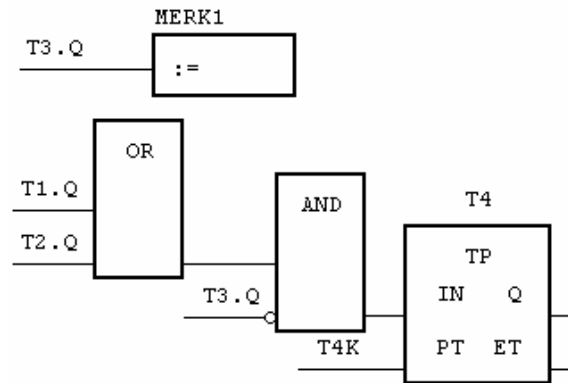 MERK1
T3.Q
:=
OR
T1.Q
AND
T4
T2.Q
TP
T3.Q
IN Q
T4K
PT ET